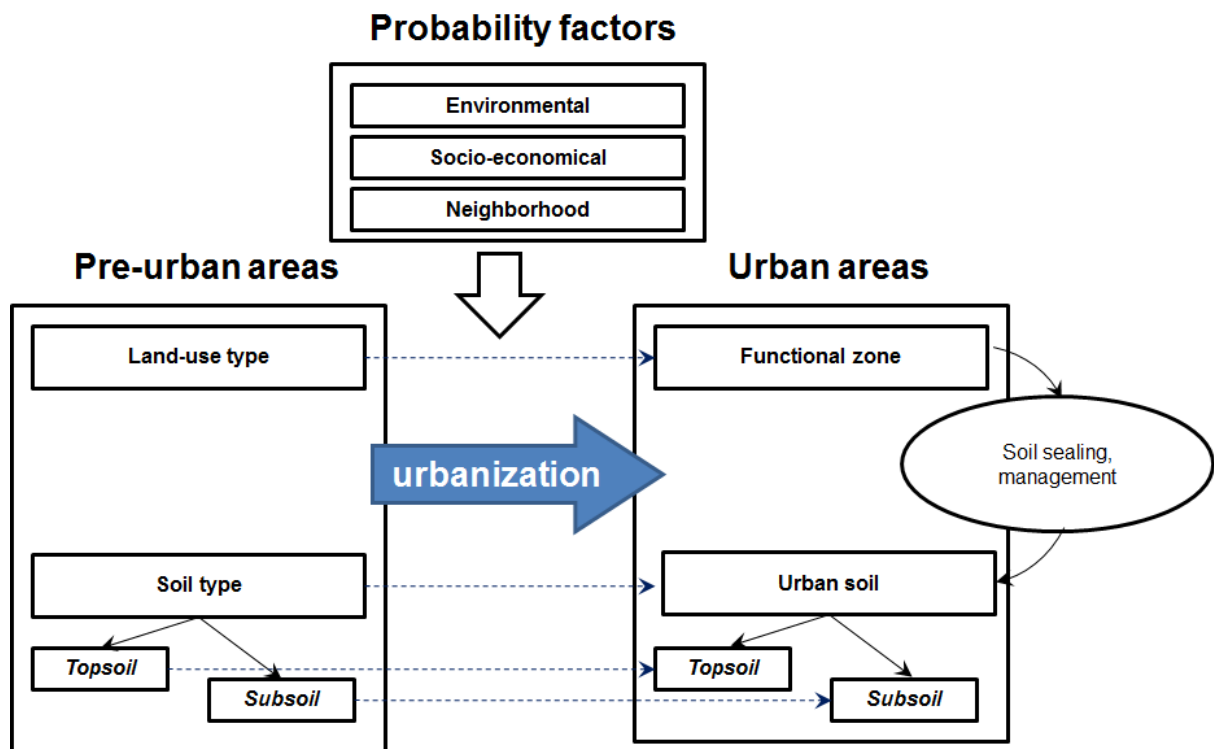 Probability factors
Environmental
Socio-economical
Neighborhood
Pre-urban areas
Urban areas
Land-use type
Functional zone
urbanization
Soil sealing,
management
Soil type
Urban soil
Topsoil
Subsoil
Topsoil
Subsoil